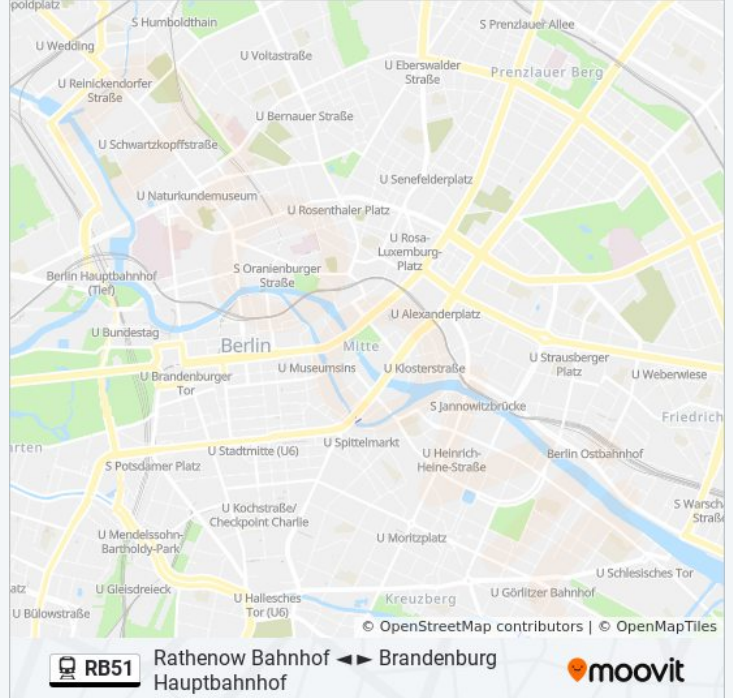 poldplatz
S Humboldthain
S Prenzlauer Allee
U Wedding
U Voltastraße
U Eberswalder
Straße
Prenzlauer Berg
U Reinickendorfer
Straße
U Bernauer Straße
U Schwartzkopffstraße
U Senefelderplatz
U Naturkundemuseum
U Rosenthaler Platz
U Rosa-
Luxemburg-
Platz
Berlin Hauptbahnhof
(Tief)
S Oranienburger
Straße
U Alexanderplatz
U Bundestag
Berlin
Mitte
U Strausberger
Platz
U Museumsins
U Klosterstraße
U Weberwiese
U Brandenburger
Tor
S Jannowitzbrücke
Friedrich
rten
U Spittelmarkt
U Stadtmitte (U6)
U Heinrich-
Heine-Straße
Berlin Ostbahnhof
S Potsdamer Platz
S Warsch
Straße
U Kochstraße/
Checkpoint Charlie
U Mendelssohn-
Bartholdy-Park
U Moritzplatz
U Schlesisches Tor
atz
U Gleisdreieck
U Görlitzer Bahnhof
U Hallesches
Tor (U6)
Kreuzberg
U Bülowstraße
© OpenStreetMap contributors | © OpenMapTiles
RB51
Rathenow Bahnhof ◄ ► Brandenburg
Hauptbahnhof
moovit